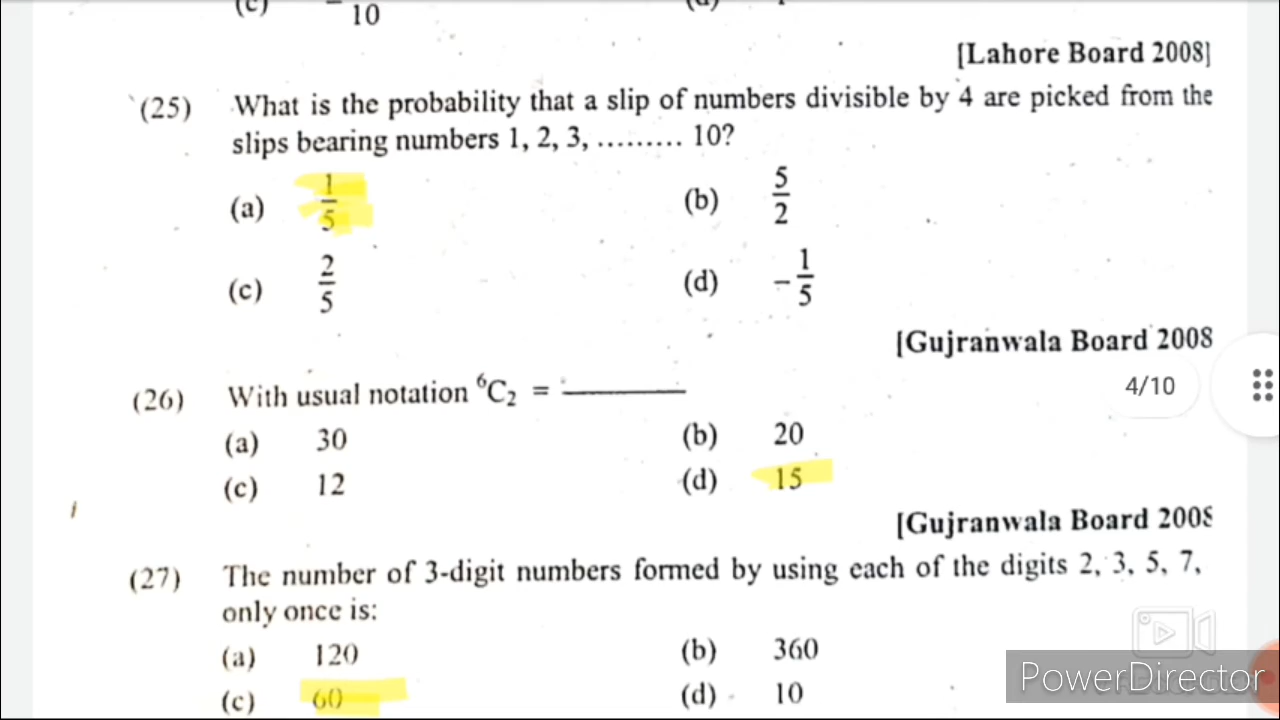 (c) 10 (d)
[Lahore Board 2008]
(25) What is the probability that a slip of numbers divisible by 4 are picked from the
slips bearing numbers 1, 2, 3, ......... 10?
(a) 1/5 (b) 5/2
(c) 2/5 (d) -1/5
[Gujranwala Board 2008
(26) With usual notation ⁶C₂ = ________
4/10
(a) 30 (b) 20
(c) 12 (d) 15
[Gujranwala Board 2008
(27) The number of 3-digit numbers formed by using each of the digits 2, 3, 5, 7,
only once is:
(a) 120 (b) 360
(c) 60 (d) 10
PowerDirector